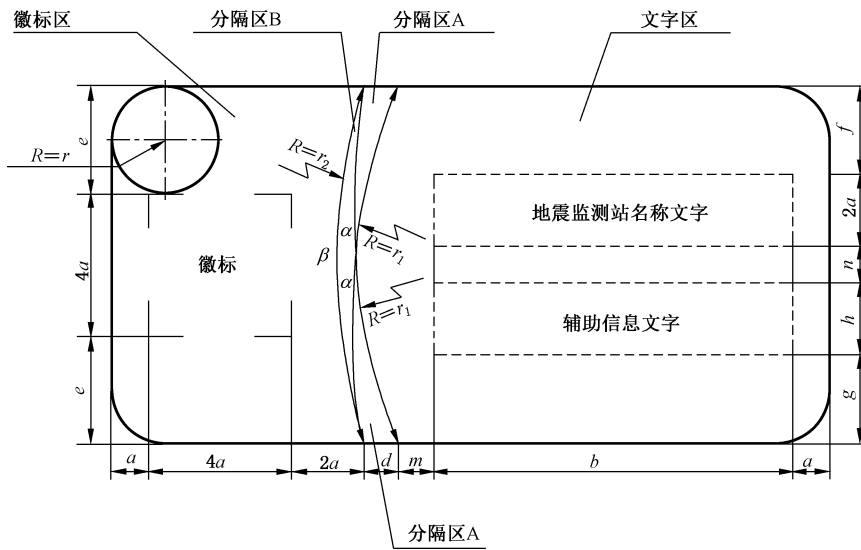 徽标区
分隔区B
分隔区A
文字区
e
R=r
R=r₂
f
地震监测站名称文字
2a
α
R=r₁
4a
徽标
β
n
α
R=r₁
辅助信息文字
h
e
g
a
4a
2a
d
m
b
a
分隔区A